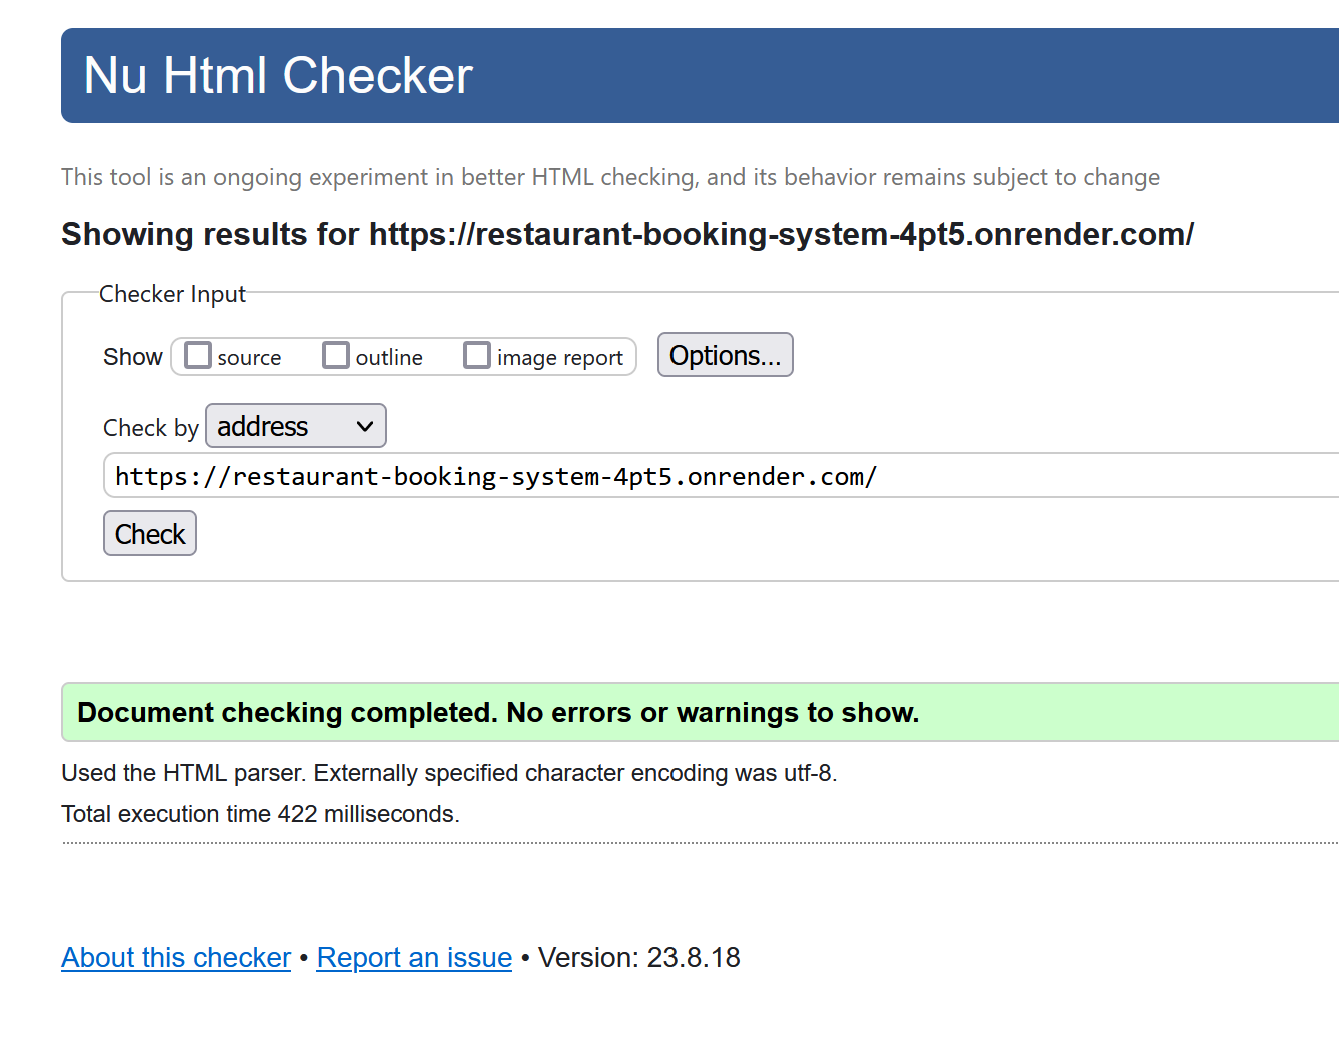 Nu Html Checker
This tool is an ongoing experiment in better HTML checking, and its behavior remains subject to change
Showing results for https://restaurant-booking-system-4pt5.onrender.com/
Checker Input
Show source outline image report Options...
Check by address
https://restaurant-booking-system-4pt5.onrender.com/
Check
Document checking completed. No errors or warnings to show.
Used the HTML parser. Externally specified character encoding was utf-8.
Total execution time 422 milliseconds.
About this checker • Report an issue • Version: 23.8.18